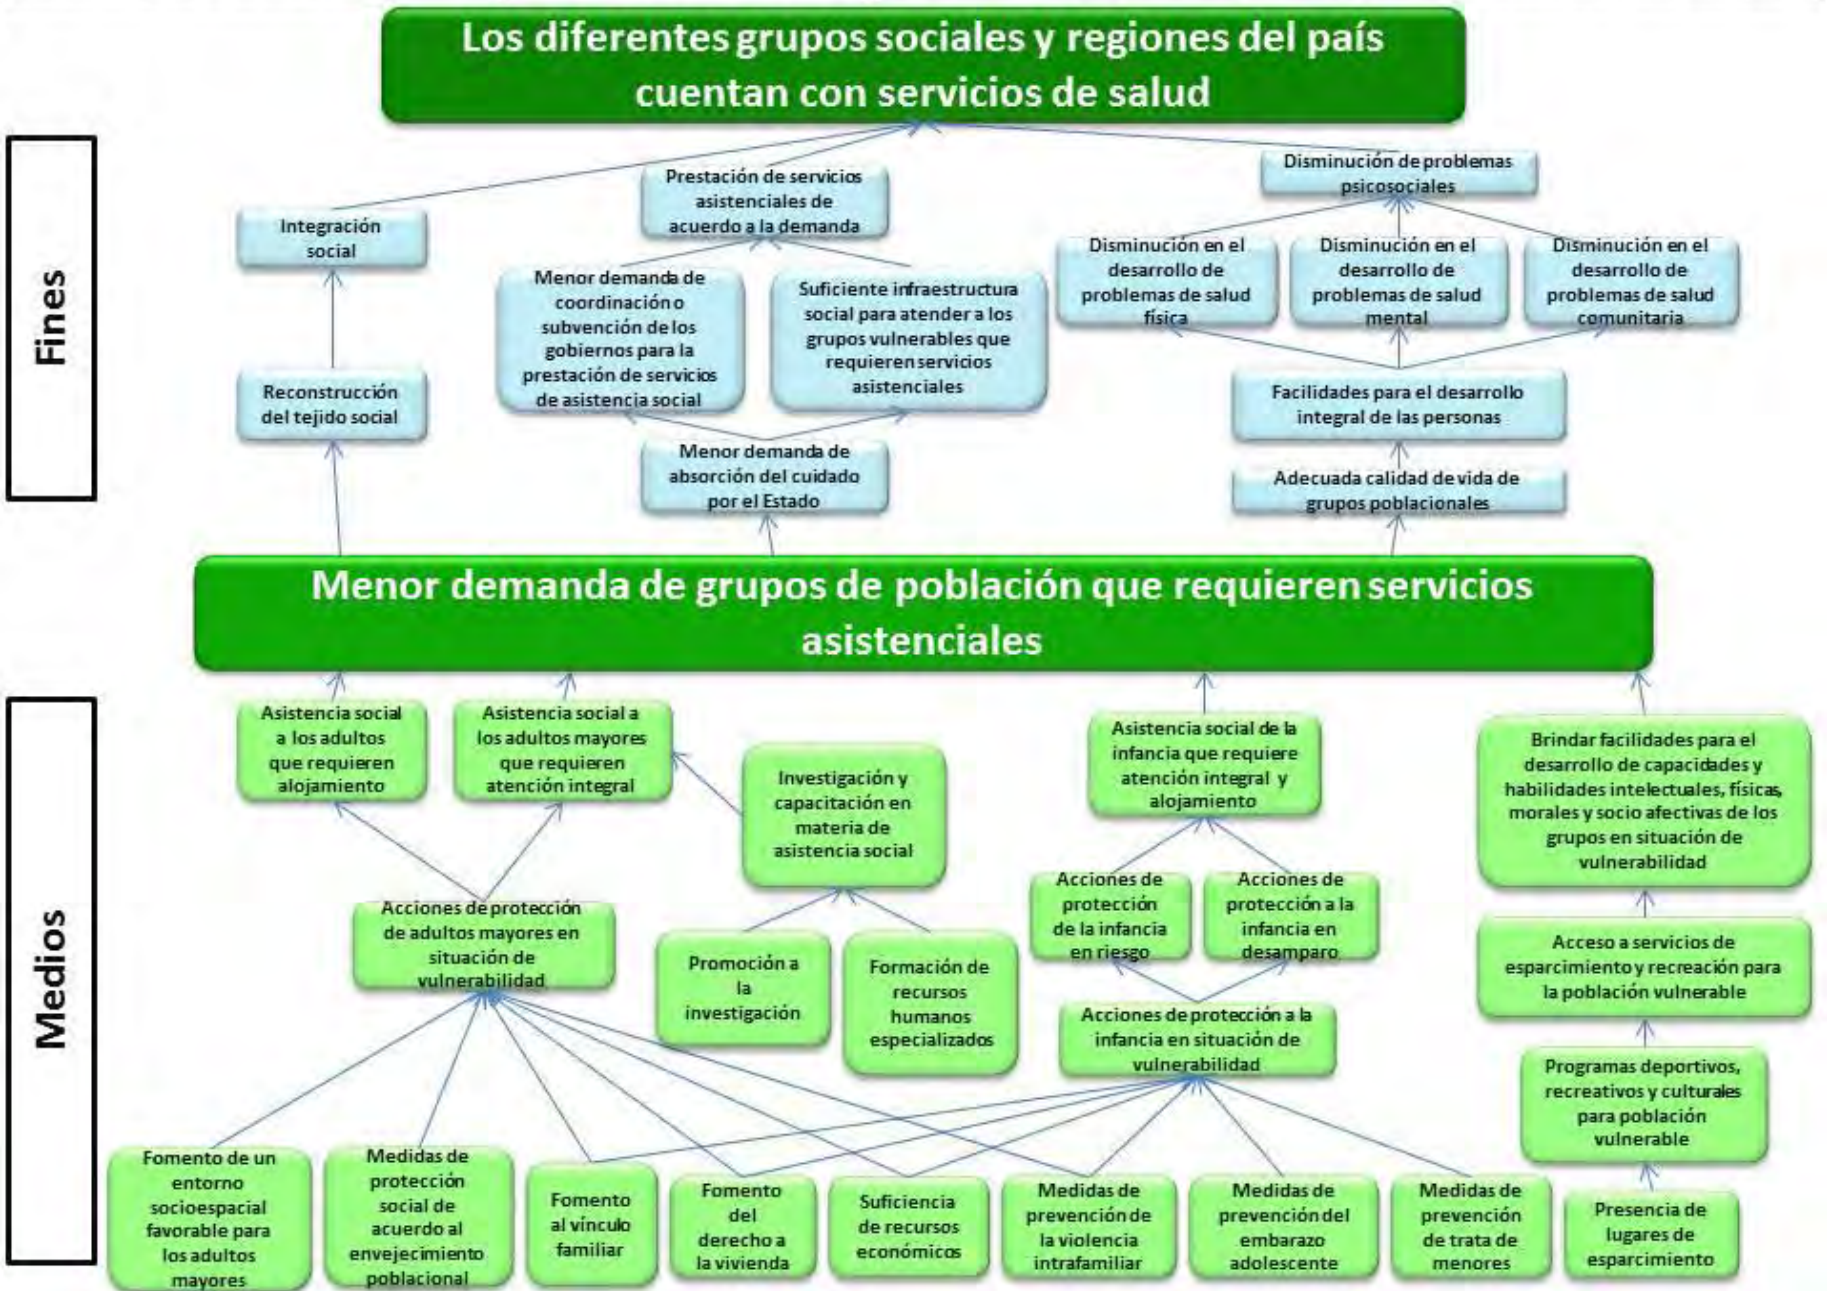 Los diferentes grupos sociales y regiones del país
cuentan con servicios de salud
Fines
Integración
social
Reconstrucción
del tejido social
Prestación de servicios
asistenciales de
acuerdo a la demanda
Menor demanda de
coordinación o
subvención de los
gobiernos para la
prestación de servicios
de asistencia social
Suficiente infraestructura
social para atender a los
grupos vulnerables que
requieren servicios
asistenciales
Menor demanda de
absorción del cuidado
por el Estado
Disminución de problemas
psicosociales
Disminución en el
desarrollo de
problemas de salud
física
Disminución en el
desarrollo de
problemas de salud
mental
Disminución en el
desarrollo de
problemas de salud
comunitaria
Facilidades para el desarrollo
integral de las personas
Adecuada calidad de vida de
grupos poblacionales
Menor demanda de grupos de población que requieren servicios
asistenciales
Medios
Asistencia social
a los adultos
que requieren
alojamiento
Asistencia social a
los adultos mayores
que requieren
atención integral
Investigación y
capacitación en
materia de
asistencia social
Asistencia social de la
infancia que requiere
atención integral y
alojamiento
Brindar facilidades para el
desarrollo de capacidades y
habilidades intelectuales, físicas,
morales y socio afectivas de los
grupos en situación de
vulnerabilidad
Acciones de protección
de adultos mayores en
situación de
vulnerabilidad
Promoción a
la
investigación
Formación de
recursos
humanos
especializados
Acciones de
protección
de la infancia
en riesgo
Acciones de
protección a la
infancia en
desamparo
Acciones de protección a la
infancia en situación de
vulnerabilidad
Acceso a servicios de
esparcimiento y recreación para
la población vulnerable
Programas deportivos,
recreativos y culturales
para población
vulnerable
Fomento de un
entorno
socioespacial
favorable para
los adultos
mayores
Medidas de
protección
social de
acuerdo al
envejecimiento
poblacional
Fomento
al vínculo
familiar
Fomento
del
derecho a
la vivienda
Suficiencia
de recursos
económicos
Medidas de
prevención de
la violencia
intrafamiliar
Medidas de
prevención del
embarazo
adolescente
Medidas de
prevención
de trata de
menores
Presencia de
lugares de
esparcimiento